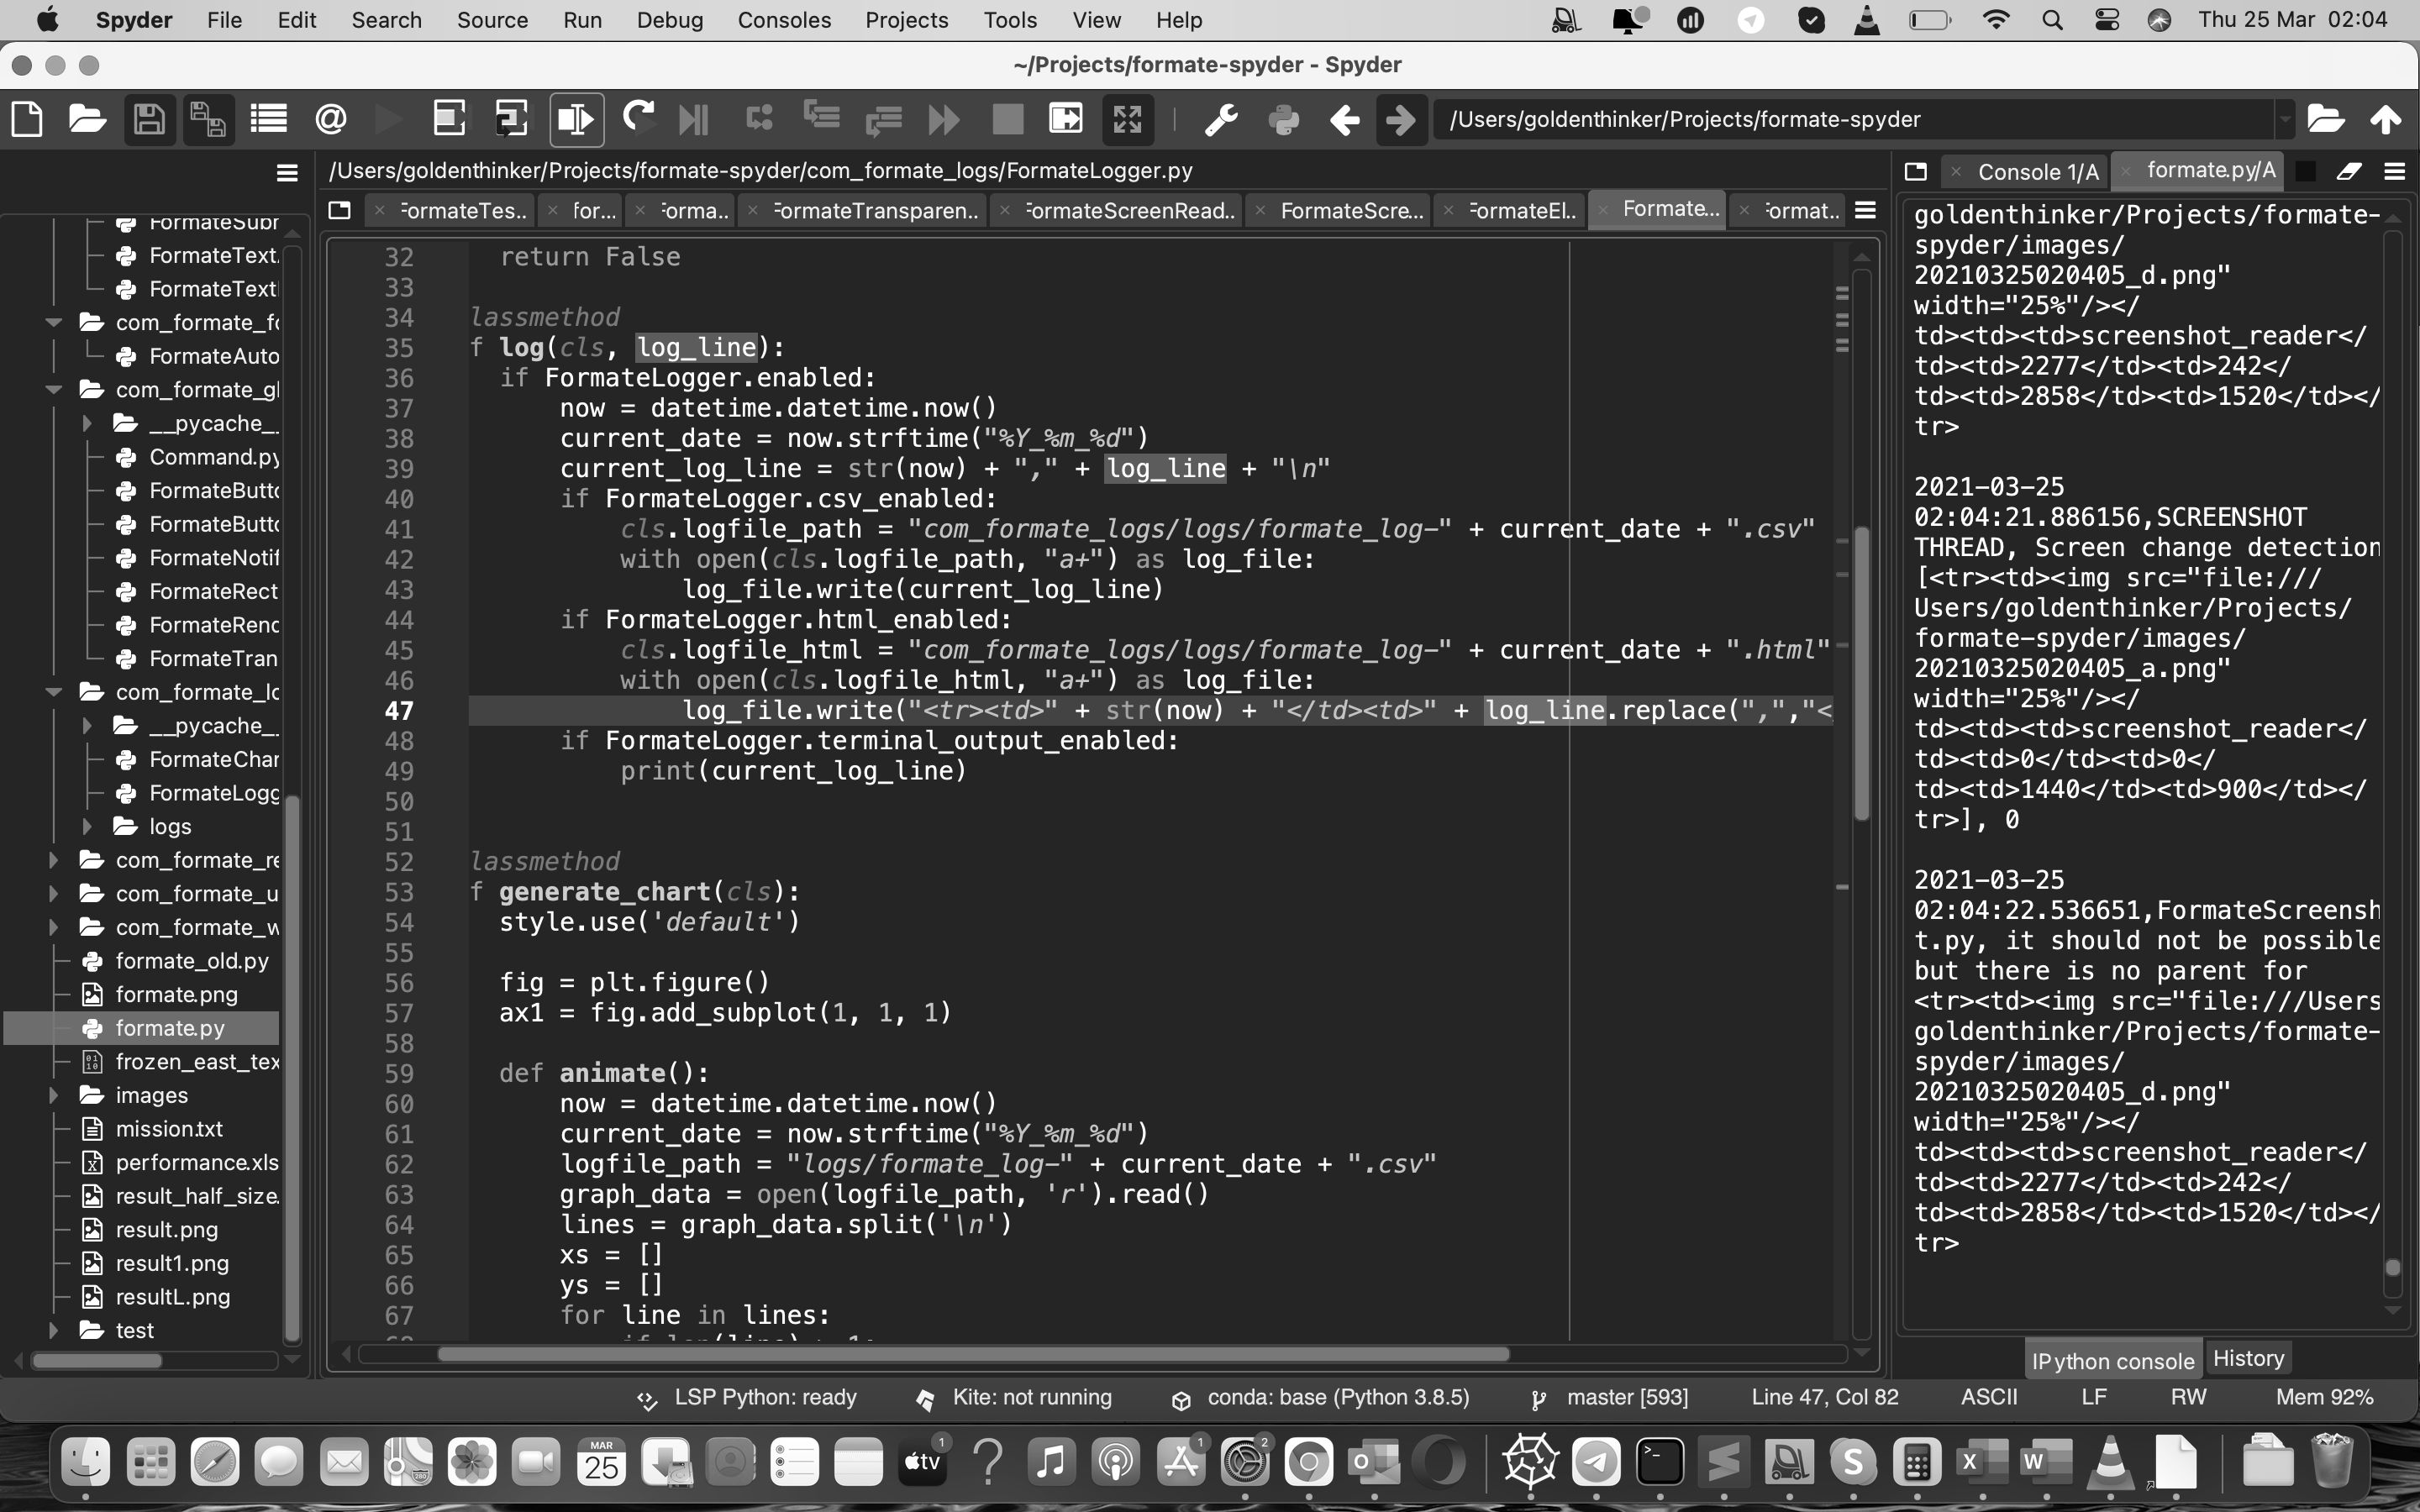 Spyder File Edit Search Source Run Debug Consoles Projects Tools View Help Thu 25 Mar 02:04
~/Projects/formate-spyder - Spyder
/Users/goldenthinker/Projects/formate-spyder
/Users/goldenthinker/Projects/formate-spyder/com_formate_logs/FormateLogger.py
FormateTes.. for... Forma.. FormateTransparen.. FormateScreenRead.. FormateScre... FormateEl.. Formate... Format..
FormateSubr
FormateText
FormateText
com_formate_fo
FormateAuto
com_formate_gl
__pycache__
Command.py
FormateButto
FormateButto
FormateNotif
FormateRect
FormateRend
FormateTran
com_formate_lo
__pycache__
FormateChar
FormateLogg
logs
com_formate_re
com_formate_u
com_formate_w
formate_old.py
formate.png
formate.py
frozen_east_tex
images
mission.txt
performance.xls
result_half_size.
result.png
result1.png
resultL.png
test
32 return False
33
34 lassmethod
35 f log(cls, log_line):
36 if FormateLogger.enabled:
37 now = datetime.datetime.now()
38 current_date = now.strftime("%Y_%m_%d")
39 current_log_line = str(now) + "," + log_line + "\n"
40 if FormateLogger.csv_enabled:
41 cls.logfile_path = "com_formate_logs/logs/formate_log-" + current_date + ".csv"
42 with open(cls.logfile_path, "a+") as log_file:
43 log_file.write(current_log_line)
44 if FormateLogger.html_enabled:
45 cls.logfile_html = "com_formate_logs/logs/formate_log-" + current_date + ".html"
46 with open(cls.logfile_html, "a+") as log_file:
47 log_file.write("<tr><td>" + str(now) + "</td><td>" + log_line.replace(",","<
48 if FormateLogger.terminal_output_enabled:
49 print(current_log_line)
50
51
52 lassmethod
53 f generate_chart(cls):
54 style.use('default')
55
56 fig = plt.figure()
57 ax1 = fig.add_subplot(1, 1, 1)
58
59 def animate():
60 now = datetime.datetime.now()
61 current_date = now.strftime("%Y_%m_%d")
62 logfile_path = "logs/formate_log-" + current_date + ".csv"
63 graph_data = open(logfile_path, 'r').read()
64 lines = graph_data.split('\n')
65 xs = []
66 ys = []
67 for line in lines:
Console 1/A formate.py/A
goldenthinker/Projects/formate-
spyder/images/
20210325020405_d.png"
width="25%"/></
td><td><td>screenshot_reader</
td><td>2277</td><td>242</
td><td>2858</td><td>1520</td></
tr>
2021-03-25
02:04:21.886156,SCREENSHOT
THREAD, Screen change detection
[<tr><td><img src="file:///
Users/goldenthinker/Projects/
formate-spyder/images/
20210325020405_a.png"
width="25%"/></
td><td><td>screenshot_reader</
td><td>0</td><td>0</
td><td>1440</td><td>900</td></
tr>], 0
2021-03-25
02:04:22.536651,FormateScreensh
t.py, it should not be possible
but there is no parent for
<tr><td><img src="file:///Users
goldenthinker/Projects/formate-
spyder/images/
20210325020405_d.png"
width="25%"/></
td><td><td>screenshot_reader</
td><td>2277</td><td>242</
td><td>2858</td><td>1520</td></
tr>
IPython console History
LSP Python: ready Kite: not running conda: base (Python 3.8.5) master [593] Line 47, Col 82 ASCII LF RW Mem 92%
MAR
25
tv
1
1
2